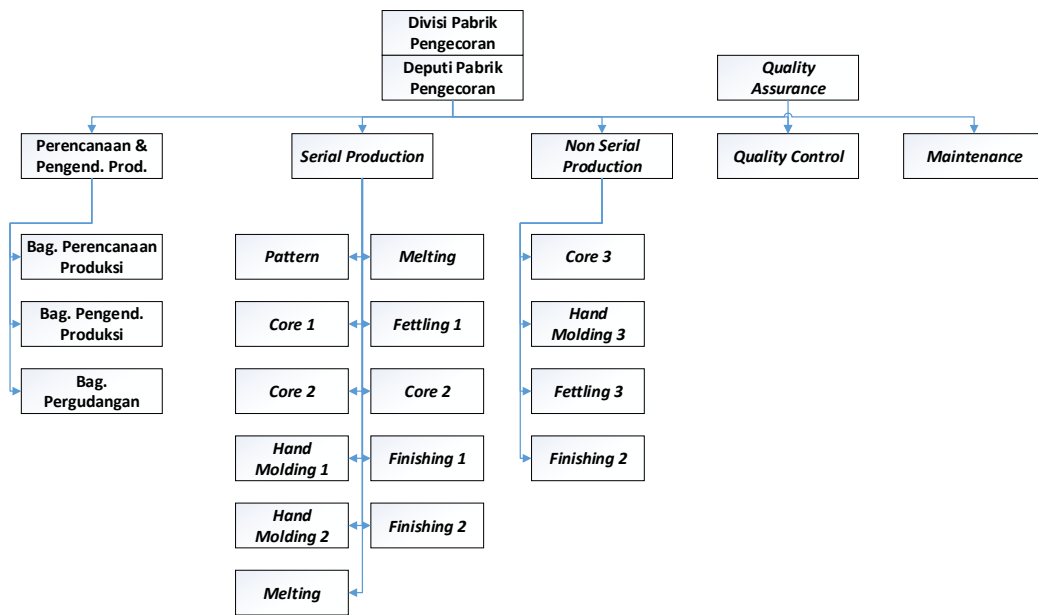 Divisi Pabrik
Pengecoran
Deputi Pabrik
Pengecoran
Quality
Assurance
Perencanaan &
Pengend. Prod.
Serial Production
Non Serial
Production
Quality Control
Maintenance
Bag. Perencanaan
Produksi
Bag. Pengend.
Produksi
Bag.
Pergudangan
Pattern
Melting
Core 1
Fettling 1
Core 2
Core 2
Hand
Molding 1
Finishing 1
Hand
Molding 2
Finishing 2
Melting
Core 3
Hand
Molding 3
Fettling 3
Finishing 2